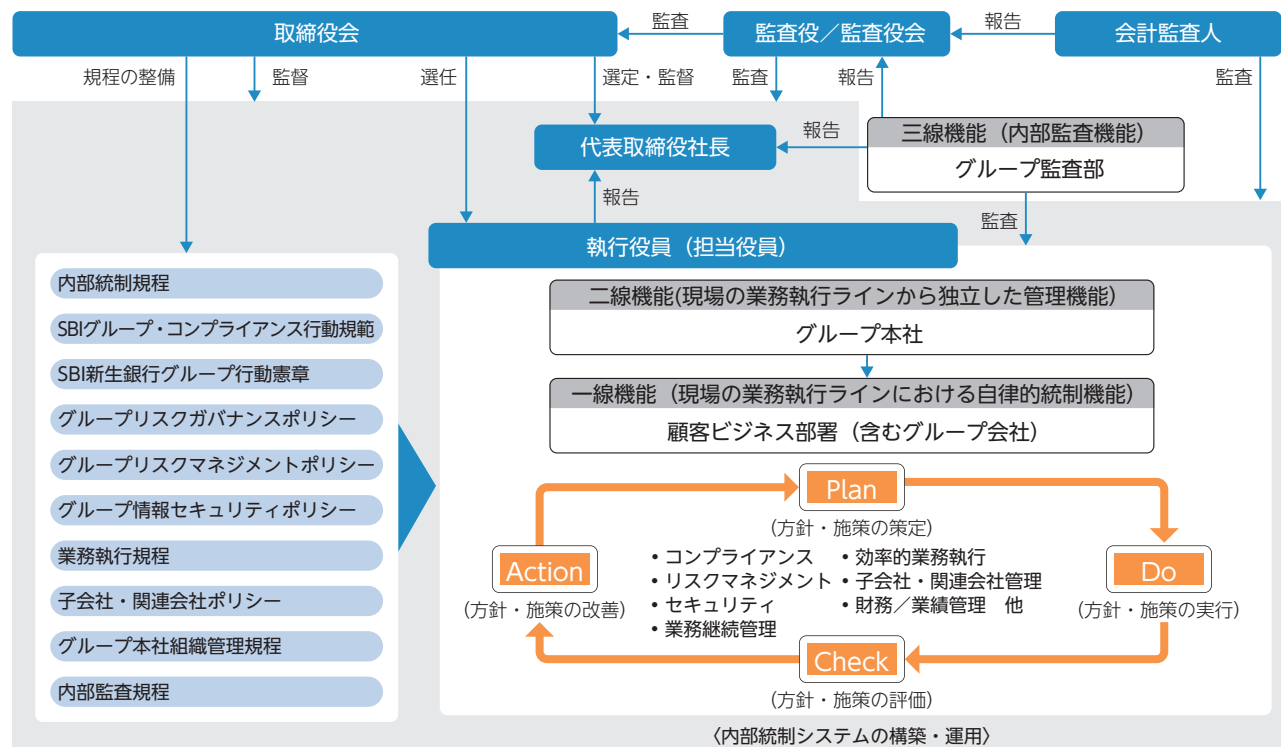 取締役会
監査
監査役／監査役会
報告
会計監査人
規程の整備
監督
選任
選定・監督
監査
報告
監査
代表取締役社長
報告
三線機能（内部監査機能）
グループ監査部
報告
監査
執行役員（担当役員）
内部統制規程
SBIグループ・コンプライアンス行動規範
SBI新生銀行グループ行動憲章
グループリスクガバナンスポリシー
グループリスクマネジメントポリシー
グループ情報セキュリティポリシー
業務執行規程
子会社・関連会社ポリシー
グループ本社組織管理規程
内部監査規程
二線機能(現場の業務執行ラインから独立した管理機能)
グループ本社
一線機能（現場の業務執行ラインにおける自律的統制機能）
顧客ビジネス部署（含むグループ会社）
Plan
(方針・施策の策定)
Action
(方針・施策の改善)
• コンプライアンス
• リスクマネジメント
• セキュリティ
• 業務継続管理
• 効率的業務執行
• 子会社・関連会社管理
• 財務／業績管理　他
Do
(方針・施策の実行)
Check
(方針・施策の評価)
〈内部統制システムの構築・運用〉